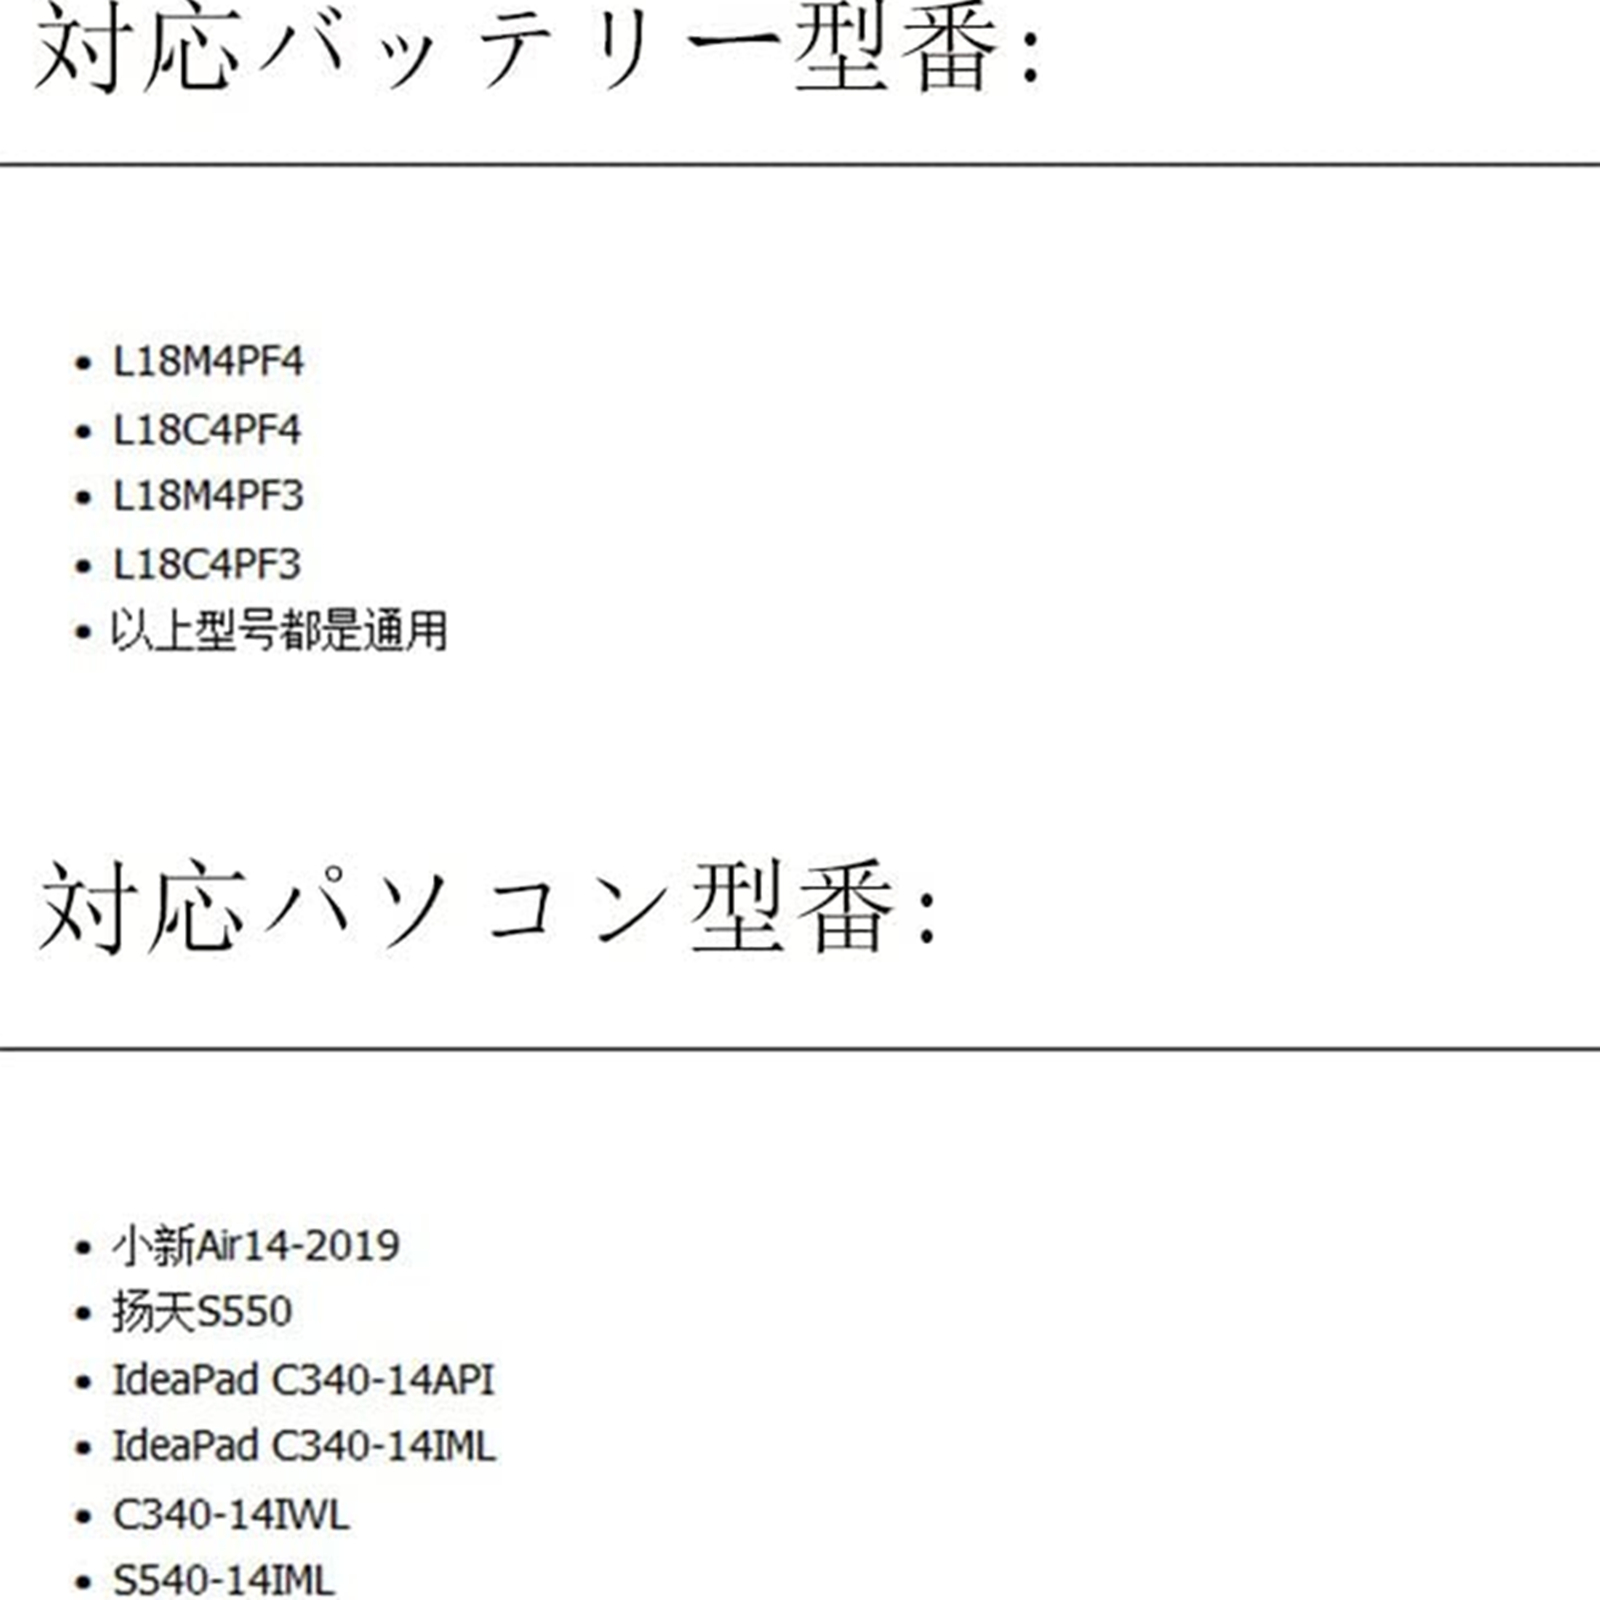 対応バッテリー型番:
• L18M4PF4
• L18C4PF4
• L18M4PF3
• L18C4PF3
• 以上型号都是通用
対応パソコン型番:
• 小新Air14-2019
• 扬天S550
• IdeaPad C340-14API
• IdeaPad C340-14IML
• C340-14IWL
• S540-14IML